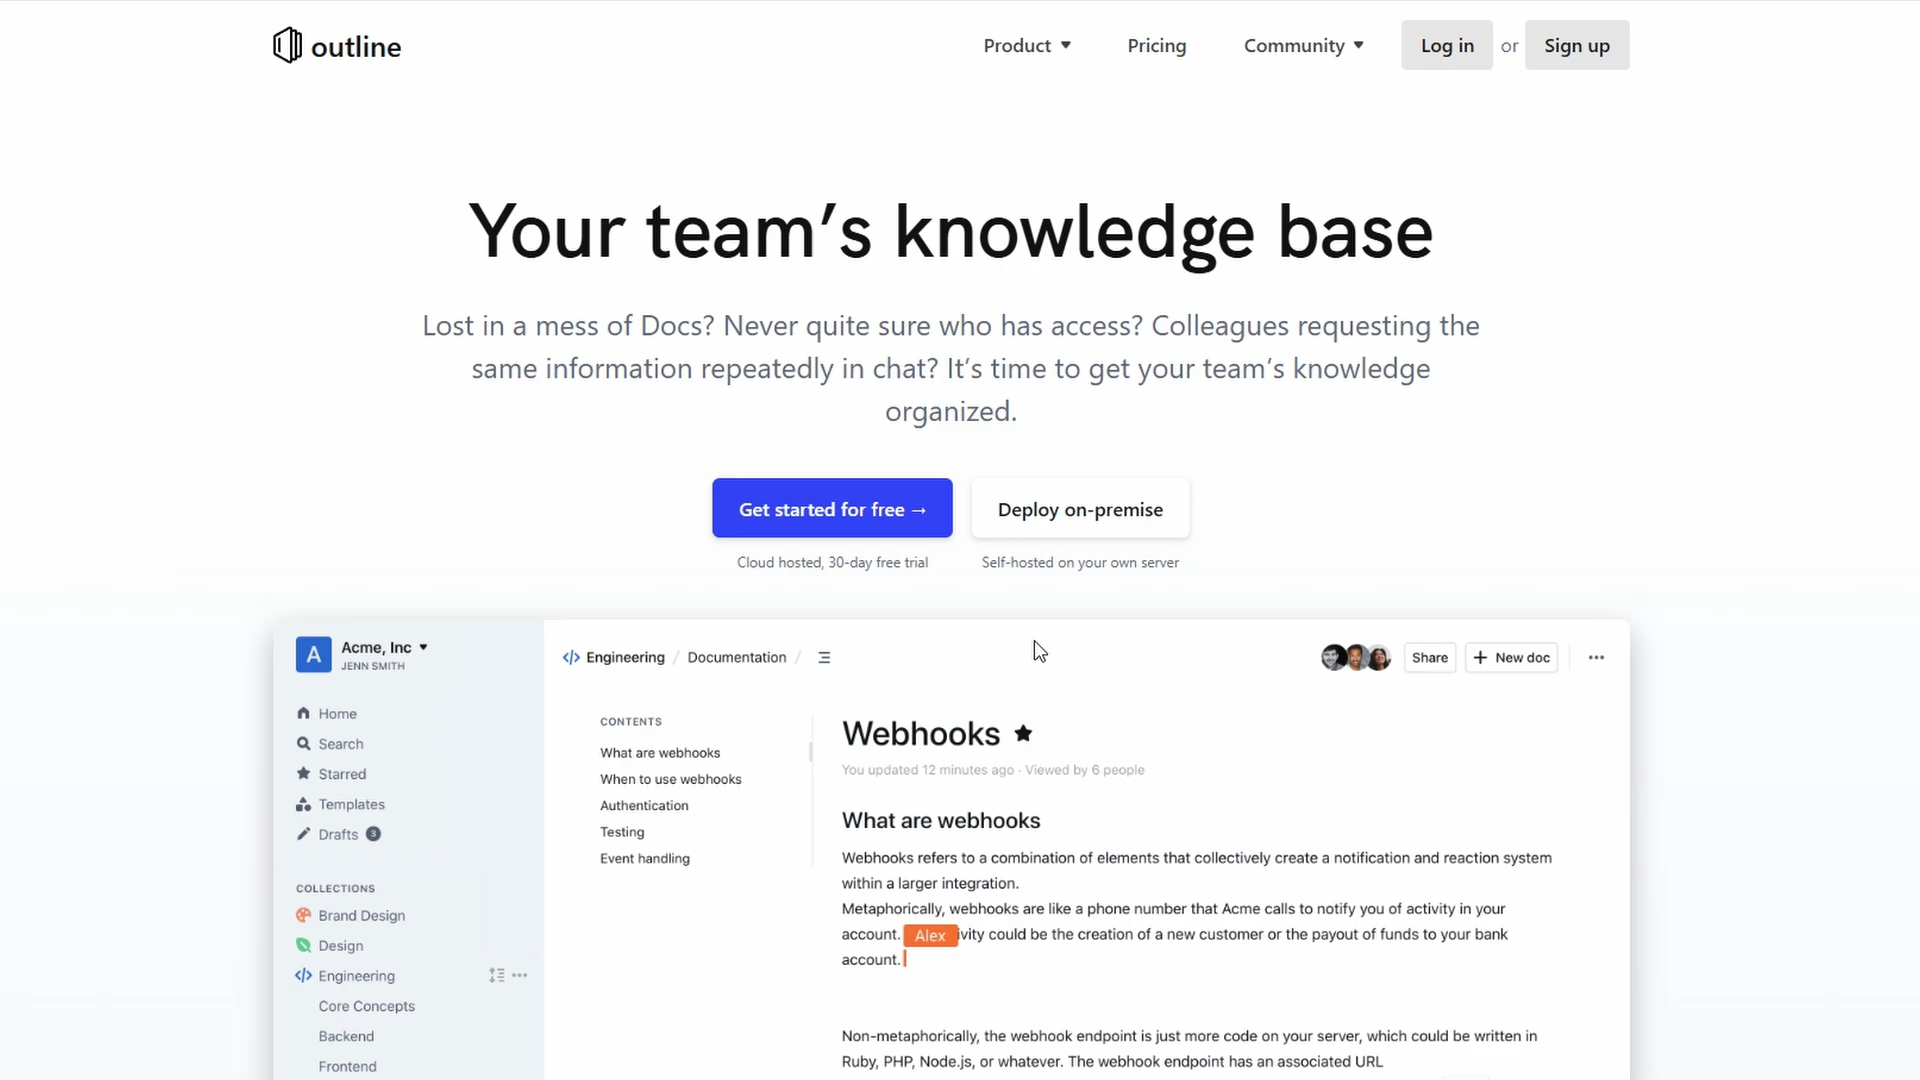 outline
Product
Pricing
Community
Log in
or
Sign up
Your team’s knowledge base
Lost in a mess of Docs? Never quite sure who has access? Colleagues requesting the
same information repeatedly in chat? It’s time to get your team’s knowledge
organized.
Get started for free →
Deploy on-premise
Cloud hosted, 30-day free trial
Self-hosted on your own server
A
Acme, Inc
JENN SMITH
Home
Search
Starred
Templates
Drafts 3
COLLECTIONS
Brand Design
Design
</> Engineering
Core Concepts
Backend
Frontend
</> Engineering / Documentation /
Share
+ New doc
CONTENTS
What are webhooks
When to use webhooks
Authentication
Testing
Event handling
Webhooks ★
You updated 12 minutes ago · Viewed by 6 people
What are webhooks
Webhooks refers to a combination of elements that collectively create a notification and reaction system
within a larger integration.
Metaphorically, webhooks are like a phone number that Acme calls to notify you of activity in your
account. Alex ivity could be the creation of a new customer or the payout of funds to your bank
account.
Non-metaphorically, the webhook endpoint is just more code on your server, which could be written in
Ruby, PHP, Node.js, or whatever. The webhook endpoint has an associated URL